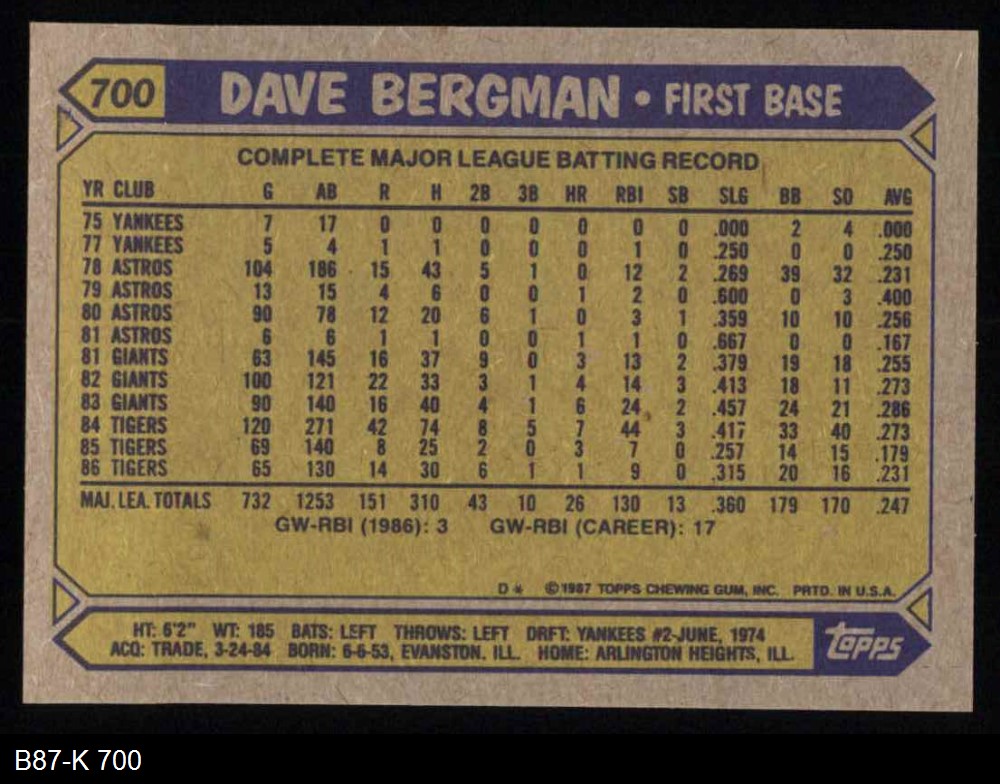 700 DAVE BERGMAN • FIRST BASE
COMPLETE MAJOR LEAGUE BATTING RECORD
YR CLUB G AB R H 2B 3B HR RBI SB SLG BB SO AVG
75 YANKEES 7 17 0 0 0 0 0 0 0 .000 2 4 .000
77 YANKEES 5 4 1 1 0 0 0 1 0 .250 0 0 .250
78 ASTROS 104 186 15 43 5 1 0 12 2 .269 39 32 .231
79 ASTROS 13 15 4 6 0 0 1 2 0 .600 0 3 .400
80 ASTROS 90 78 12 20 6 1 0 3 1 .359 10 10 .256
81 ASTROS 6 6 1 1 0 0 1 1 0 .667 0 0 .167
81 GIANTS 63 145 16 37 9 0 3 13 2 .379 19 18 .255
82 GIANTS 100 121 22 33 3 1 4 14 3 .413 18 11 .273
83 GIANTS 90 140 16 40 4 1 6 24 2 .457 24 21 .286
84 TIGERS 120 271 42 74 8 5 7 44 3 .417 33 40 .273
85 TIGERS 69 140 8 25 2 0 3 7 0 .257 14 15 .179
86 TIGERS 65 130 14 30 6 1 1 9 0 .315 20 16 .231
MAJ. LEA. TOTALS 732 1253 151 310 43 10 26 130 13 .360 179 170 .247
GW-RBI (1986): 3 GW-RBI (CAREER): 17
D* ©1987 TOPPS CHEWING GUM, INC. PRTD. IN U.S.A.
HT: 6'2" WT: 185 BATS: LEFT THROWS: LEFT DRFT: YANKEES #2-JUNE, 1974
ACQ: TRADE, 3-24-84 BORN: 6-6-53, EVANSTON, ILL. HOME: ARLINGTON HEIGHTS, ILL.
topps
B87-K 700